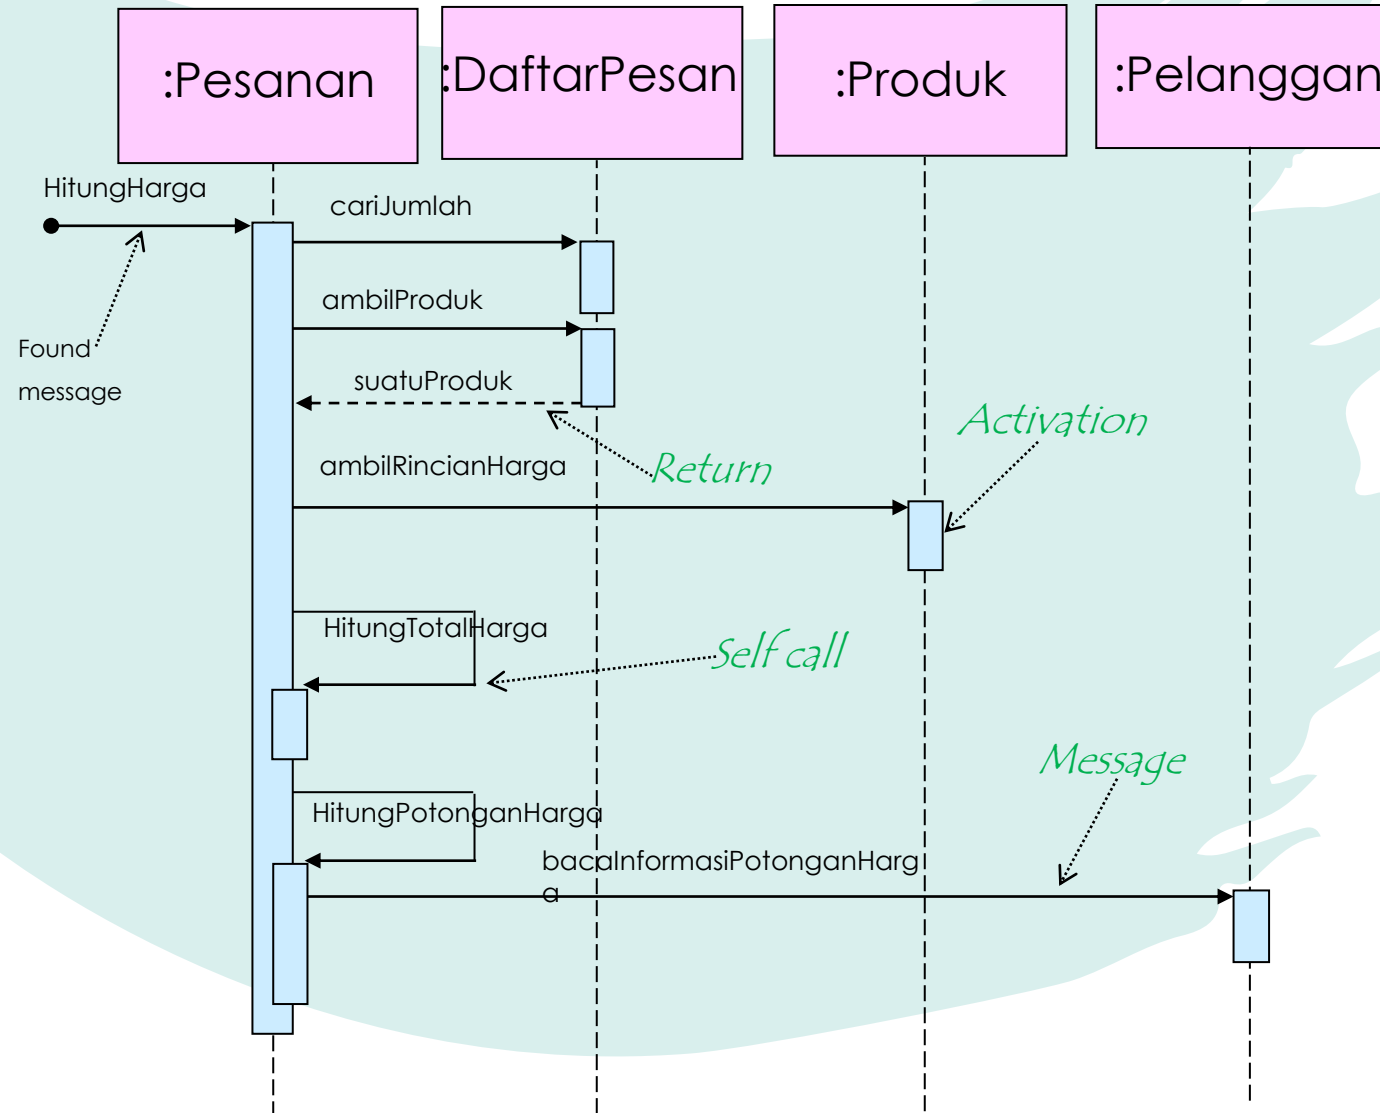 :Pesanan
:DaftarPesan
:Produk
:Pelanggan
HitungHarga
cariJumlah
ambilProduk
Found
message
suatuProduk
Activation
ambilRincianHarga
Return
HitungTotalHarga
Self call
Message
HitungPotonganHarga
bacaInformasiPotonganHarg
a